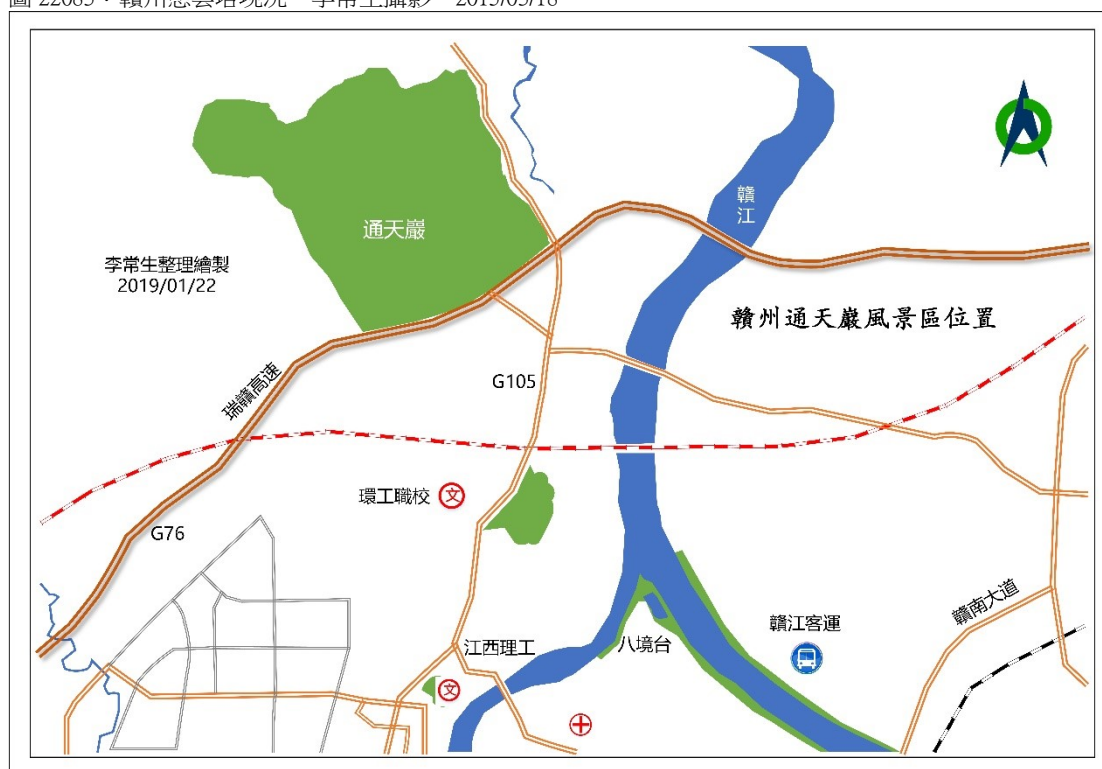 通天巖
贛
江
李常生整理繪製
2019/01/22
贛州通天巖風景區位置
G105
瑞贛高速
環工職校
文
G76
贛南大道
贛江客運
江西理工
八境台
文